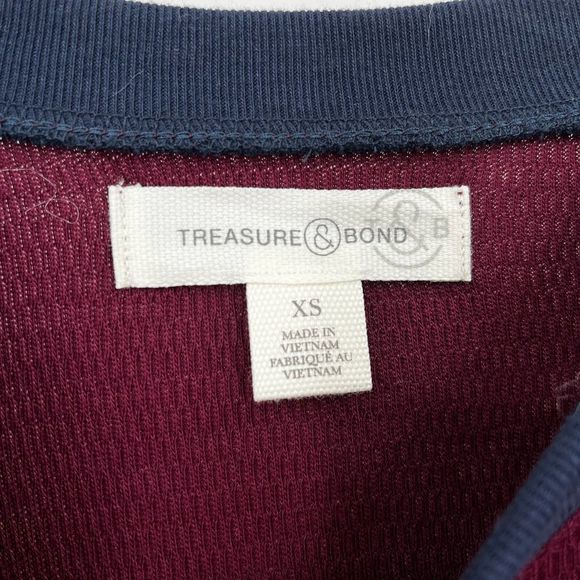 TREASURE & BOND
T & B
XS
MADE IN
VIETNAM
FABRIQUÉ AU
VIETNAM